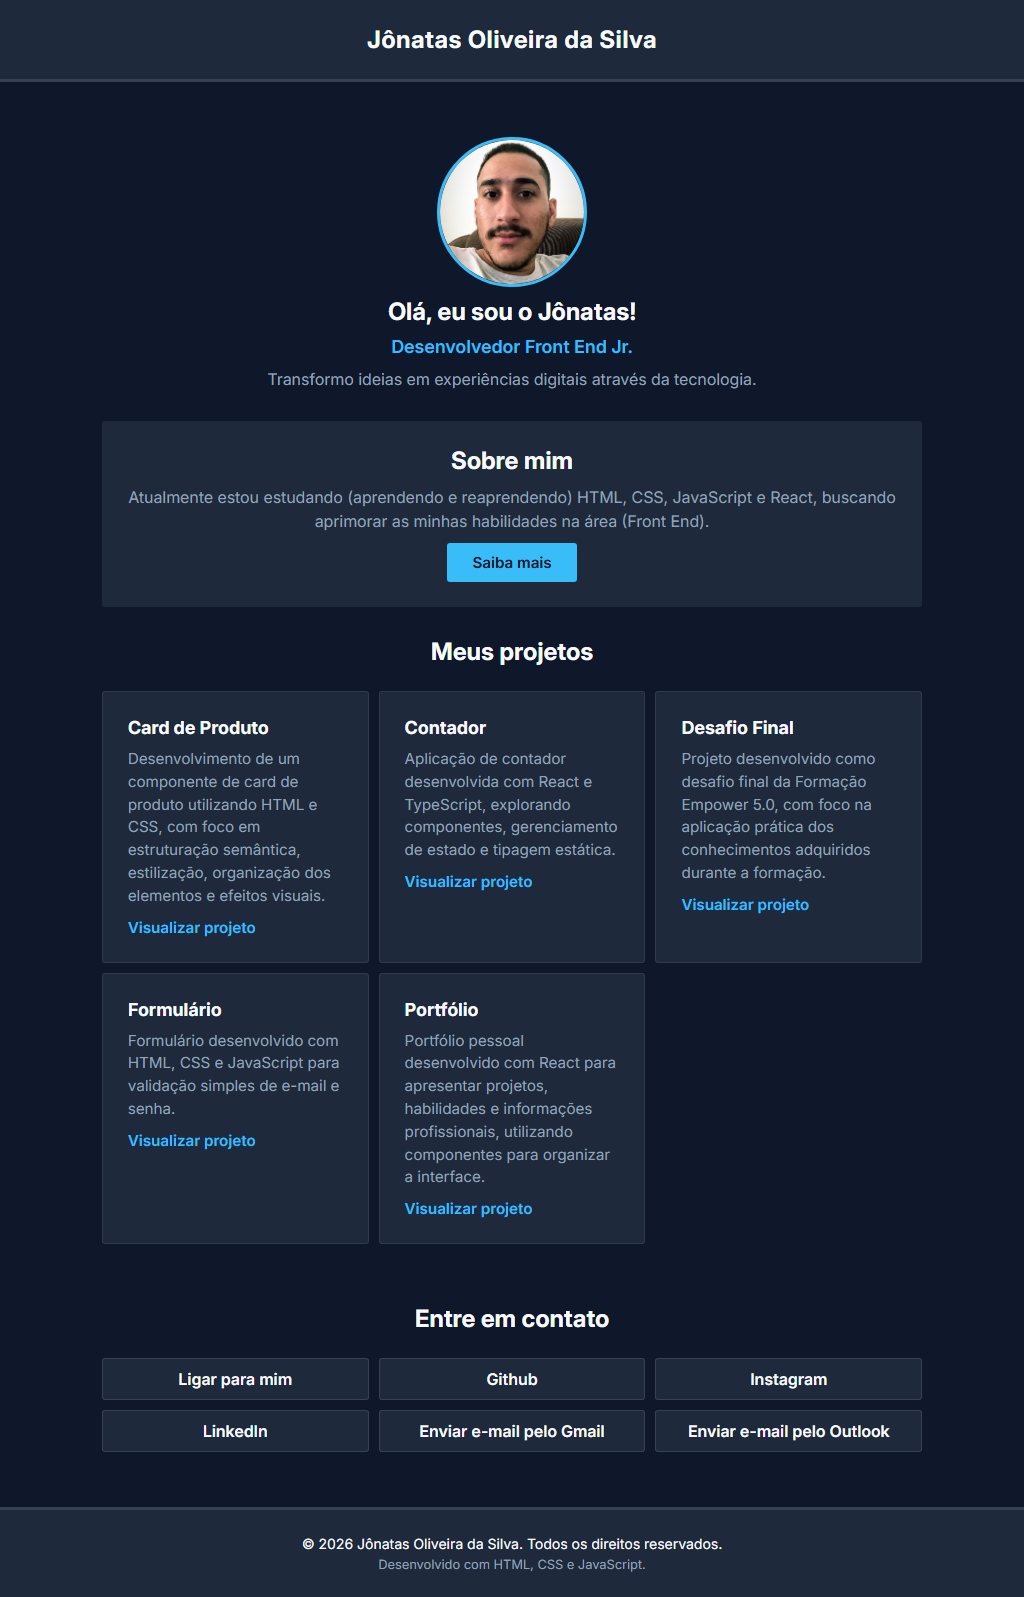 Jônatas Oliveira da Silva
Olá, eu sou o Jônatas!
Desenvolvedor Front End Jr.
Transformo ideias em experiências digitais através da tecnologia.
Sobre mim
Atualmente estou estudando (aprendendo e reaprendendo) HTML, CSS, JavaScript e React, buscando
aprimorar as minhas habilidades na área (Front End).
Saiba mais
Meus projetos
Card de Produto
Desenvolvimento de um
componente de card de
produto utilizando HTML e
CSS, com foco em
estruturação semântica,
estilização, organização dos
elementos e efeitos visuais.
Visualizar projeto
Contador
Aplicação de contador
desenvolvida com React e
TypeScript, explorando
componentes, gerenciamento
de estado e tipagem estática.
Visualizar projeto
Desafio Final
Projeto desenvolvido como
desafio final da Formação
Empower 5.0, com foco na
aplicação prática dos
conhecimentos adquiridos
durante a formação.
Visualizar projeto
Formulário
Formulário desenvolvido com
HTML, CSS e JavaScript para
validação simples de e-mail e
senha.
Visualizar projeto
Portfólio
Portfólio pessoal
desenvolvido com React para
apresentar projetos,
habilidades e informações
profissionais, utilizando
componentes para organizar
a interface.
Visualizar projeto
Entre em contato
Ligar para mim
Github
Instagram
LinkedIn
Enviar e-mail pelo Gmail
Enviar e-mail pelo Outlook
© 2026 Jônatas Oliveira da Silva. Todos os direitos reservados.
Desenvolvido com HTML, CSS e JavaScript.